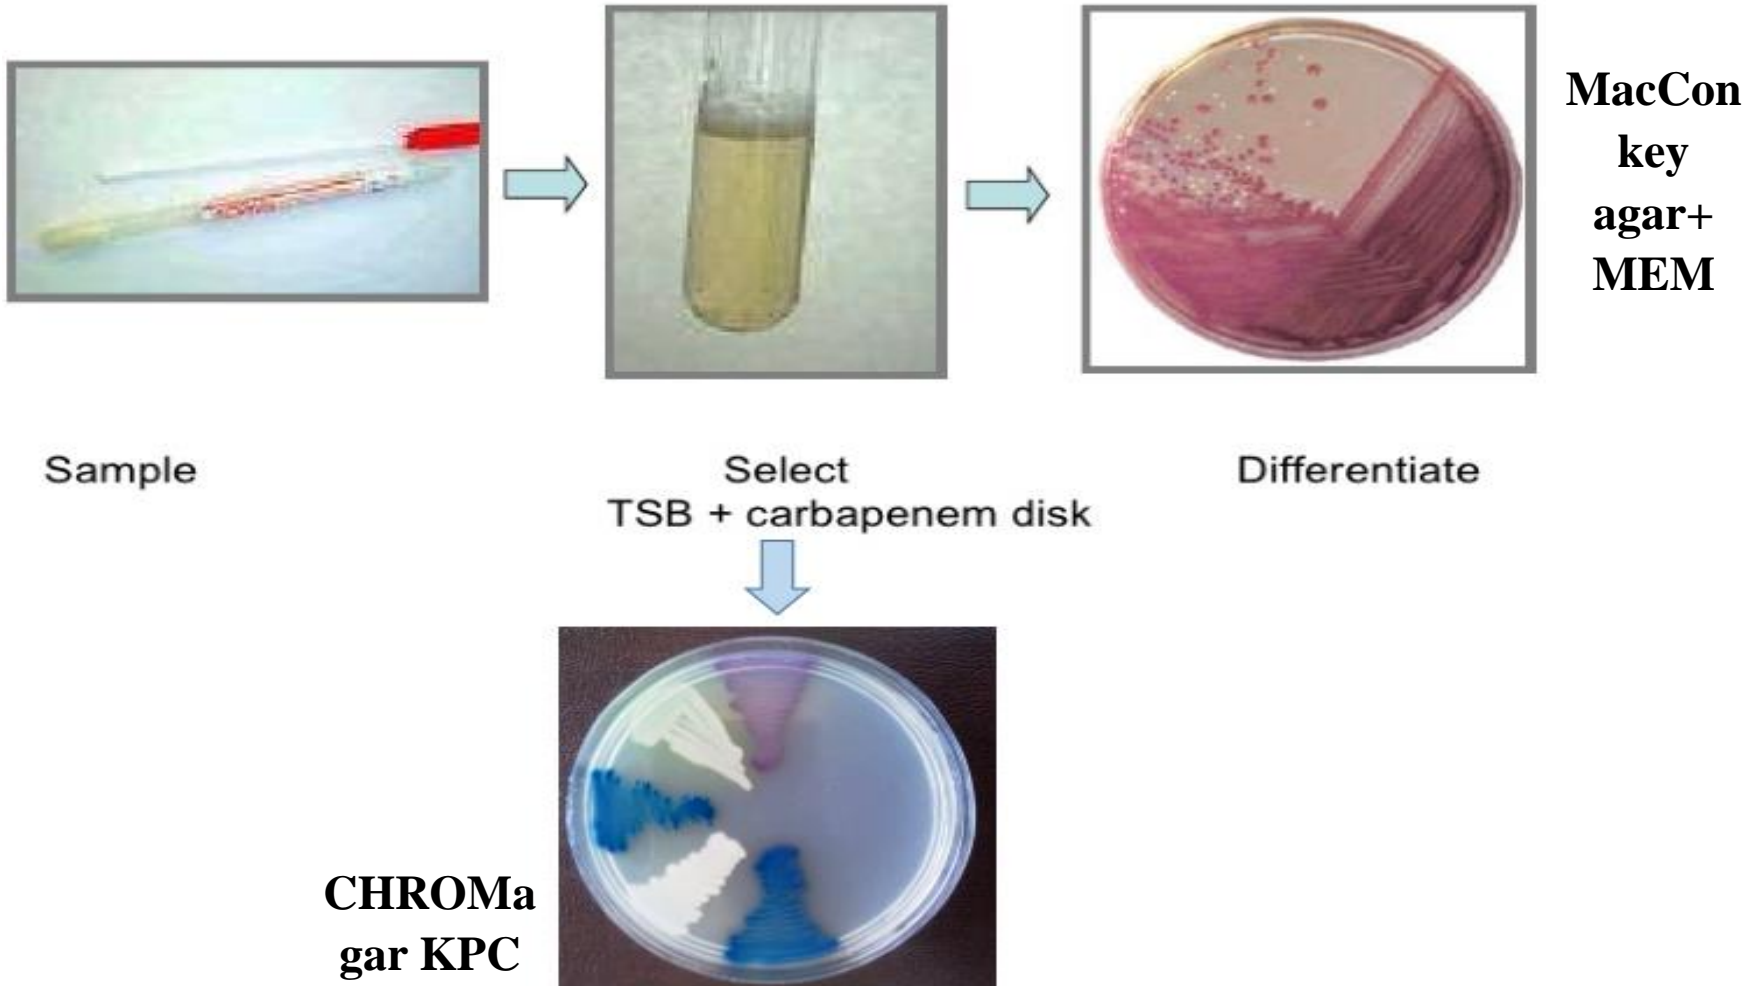 MacCon
key
agar+
MEM
Sample
Select
Differentiate
TSB + carbapenem disk
CHROMa
gar KPC